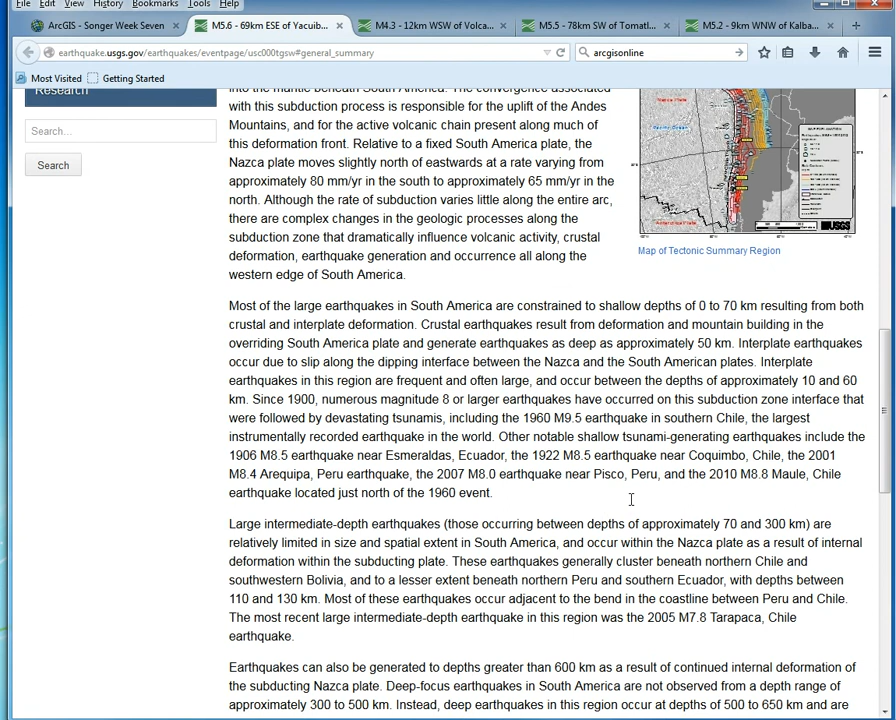 File Edit View History Bookmarks Tools Help
ArcGIS - Songer Week Seven × M5.6 - 69km ESE of Yacuib... × M4.3 - 12km WSW of Volca... × M5.5 - 78km SW of Tomatl... × M5.2 - 9km WNW of Kalba... × +
earthquake.usgs.gov/earthquakes/eventpage/usc000tgsw#general_summary
arcgisonline
Most Visited Getting Started
Research
Search...
Search
into the mantle beneath South America. The convergence associated
with this subduction process is responsible for the uplift of the Andes
Mountains, and for the active volcanic chain present along much of
this deformation front. Relative to a fixed South America plate, the
Nazca plate moves slightly north of eastwards at a rate varying from
approximately 80 mm/yr in the south to approximately 65 mm/yr in the
north. Although the rate of subduction varies little along the entire arc,
there are complex changes in the geologic processes along the
subduction zone that dramatically influence volcanic activity, crustal
deformation, earthquake generation and occurrence all along the
western edge of South America.
Nazca Plate
Pacific Ocean
Antarctica Plate
USGS
Map of Tectonic Summary Region
Most of the large earthquakes in South America are constrained to shallow depths of 0 to 70 km resulting from both
crustal and interplate deformation. Crustal earthquakes result from deformation and mountain building in the
overriding South America plate and generate earthquakes as deep as approximately 50 km. Interplate earthquakes
occur due to slip along the dipping interface between the Nazca and the South American plates. Interplate
earthquakes in this region are frequent and often large, and occur between the depths of approximately 10 and 60
km. Since 1900, numerous magnitude 8 or larger earthquakes have occurred on this subduction zone interface that
were followed by devastating tsunamis, including the 1960 M9.5 earthquake in southern Chile, the largest
instrumentally recorded earthquake in the world. Other notable shallow tsunami-generating earthquakes include the
1906 M8.5 earthquake near Esmeraldas, Ecuador, the 1922 M8.5 earthquake near Coquimbo, Chile, the 2001
M8.4 Arequipa, Peru earthquake, the 2007 M8.0 earthquake near Pisco, Peru, and the 2010 M8.8 Maule, Chile
earthquake located just north of the 1960 event.
Large intermediate-depth earthquakes (those occurring between depths of approximately 70 and 300 km) are
relatively limited in size and spatial extent in South America, and occur within the Nazca plate as a result of internal
deformation within the subducting plate. These earthquakes generally cluster beneath northern Chile and
southwestern Bolivia, and to a lesser extent beneath northern Peru and southern Ecuador, with depths between
110 and 130 km. Most of these earthquakes occur adjacent to the bend in the coastline between Peru and Chile.
The most recent large intermediate-depth earthquake in this region was the 2005 M7.8 Tarapaca, Chile
earthquake.
Earthquakes can also be generated to depths greater than 600 km as a result of continued internal deformation of
the subducting Nazca plate. Deep-focus earthquakes in South America are not observed from a depth range of
approximately 300 to 500 km. Instead, deep earthquakes in this region occur at depths of 500 to 650 km and are